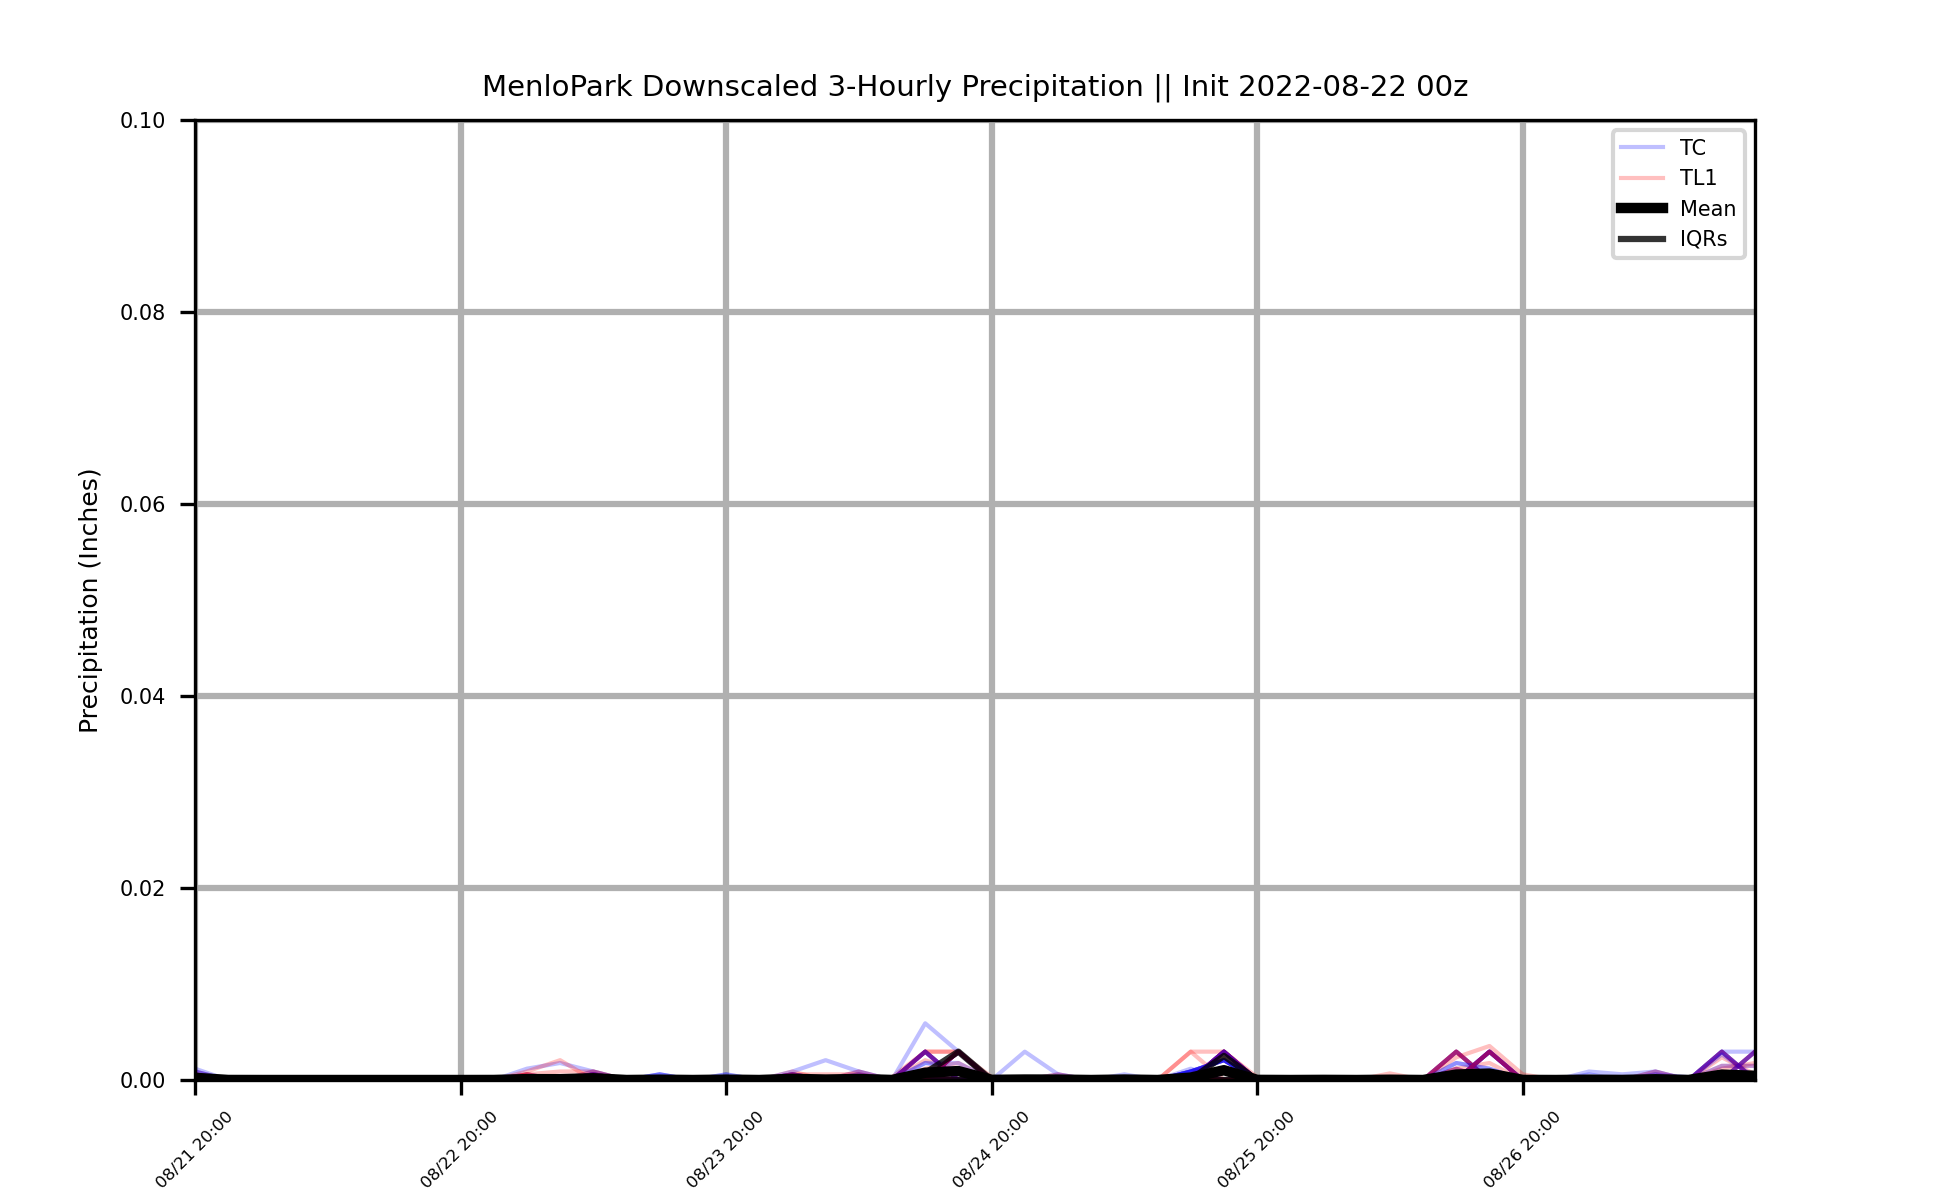 MenloPark Downscaled 3-Hourly Precipitation || Init 2022-08-22 00z
0.10
0.08
0.06
0.04
0.02
0.00
Precipitation (Inches)
TC
TL1
Mean
IQRs
08/21 20:00
08/22 20:00
08/23 20:00
08/24 20:00
08/25 20:00
08/26 20:00